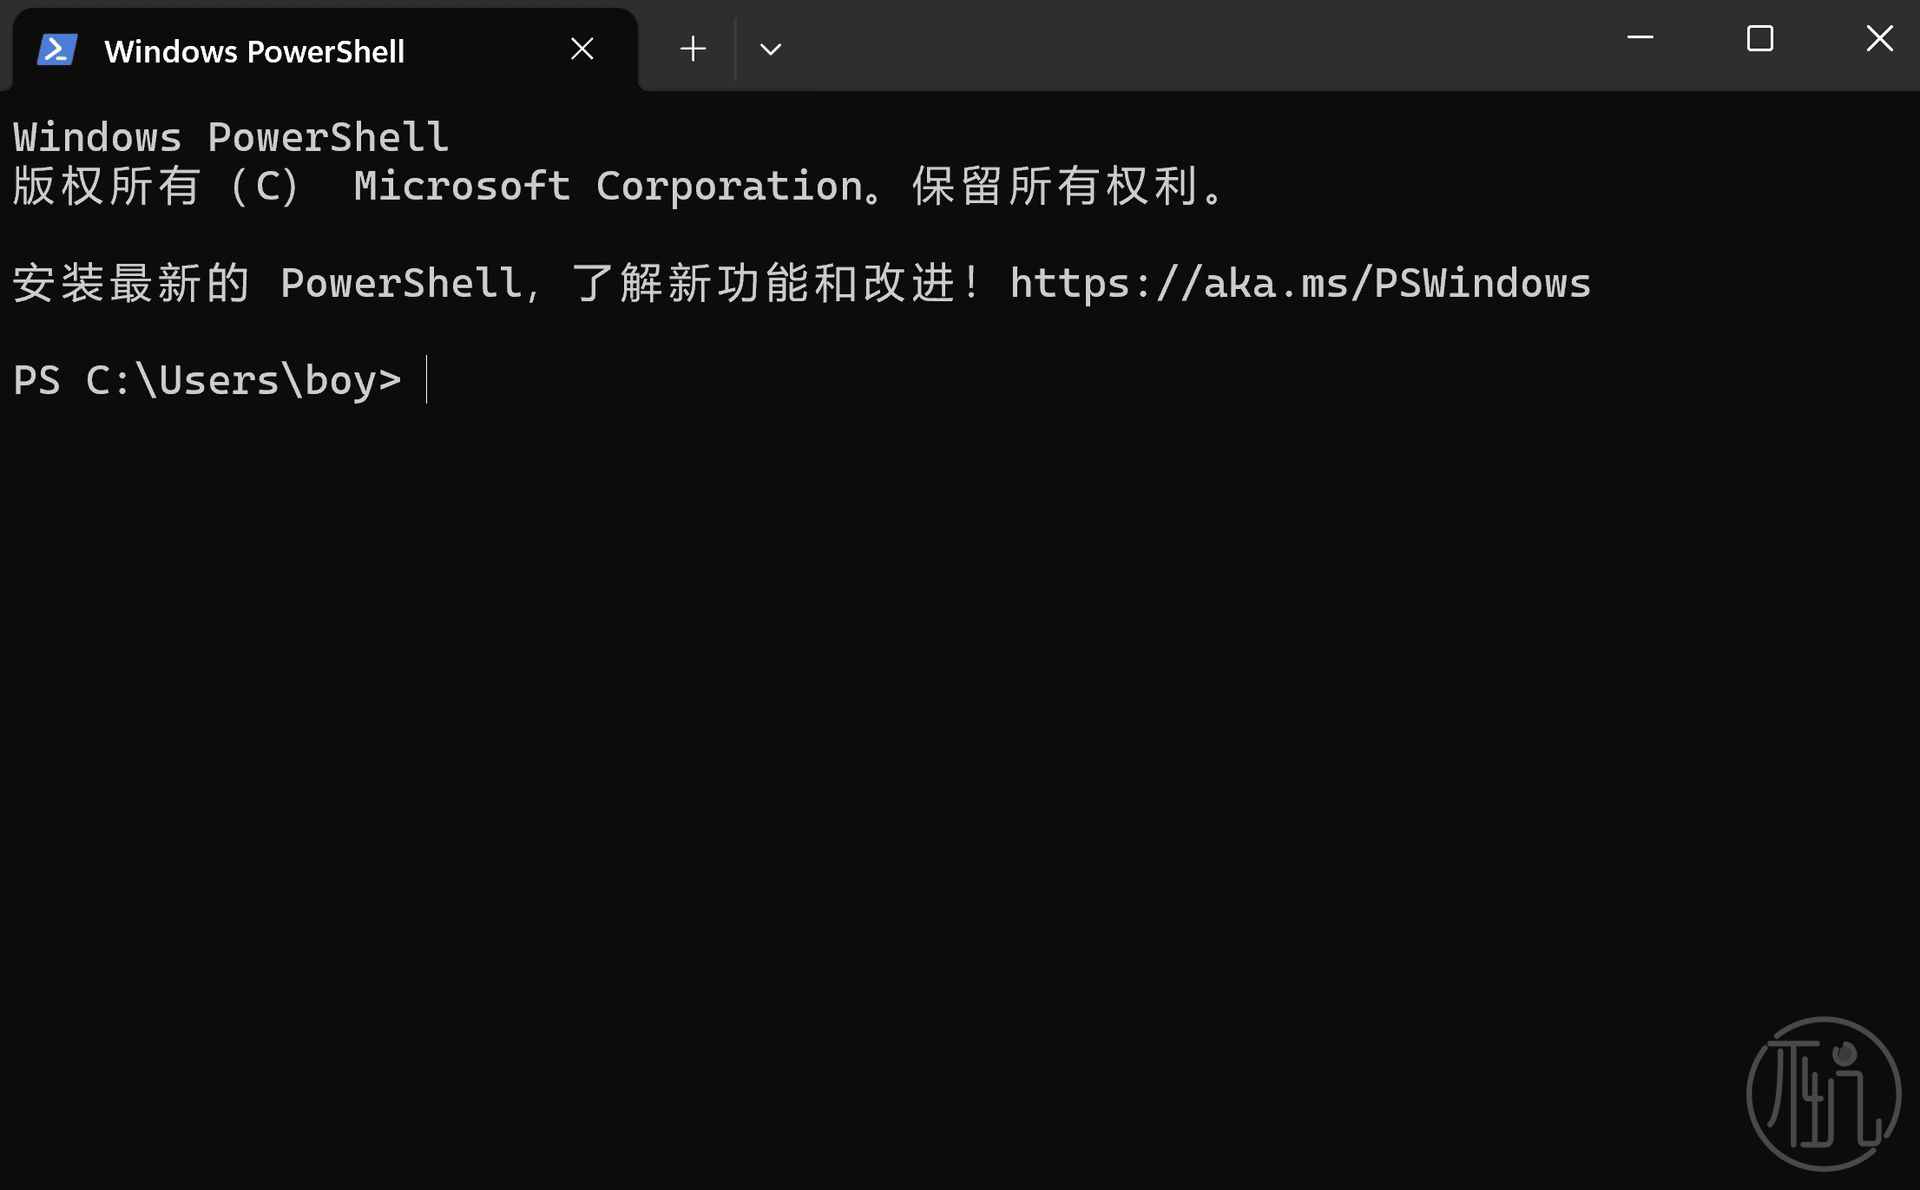 Windows PowerShell
Windows PowerShell
版权所有 (C)  Microsoft Corporation。保留所有权利。
安装最新的 PowerShell，了解新功能和改进！https://aka.ms/PSWindows
PS C:\Users\boy>